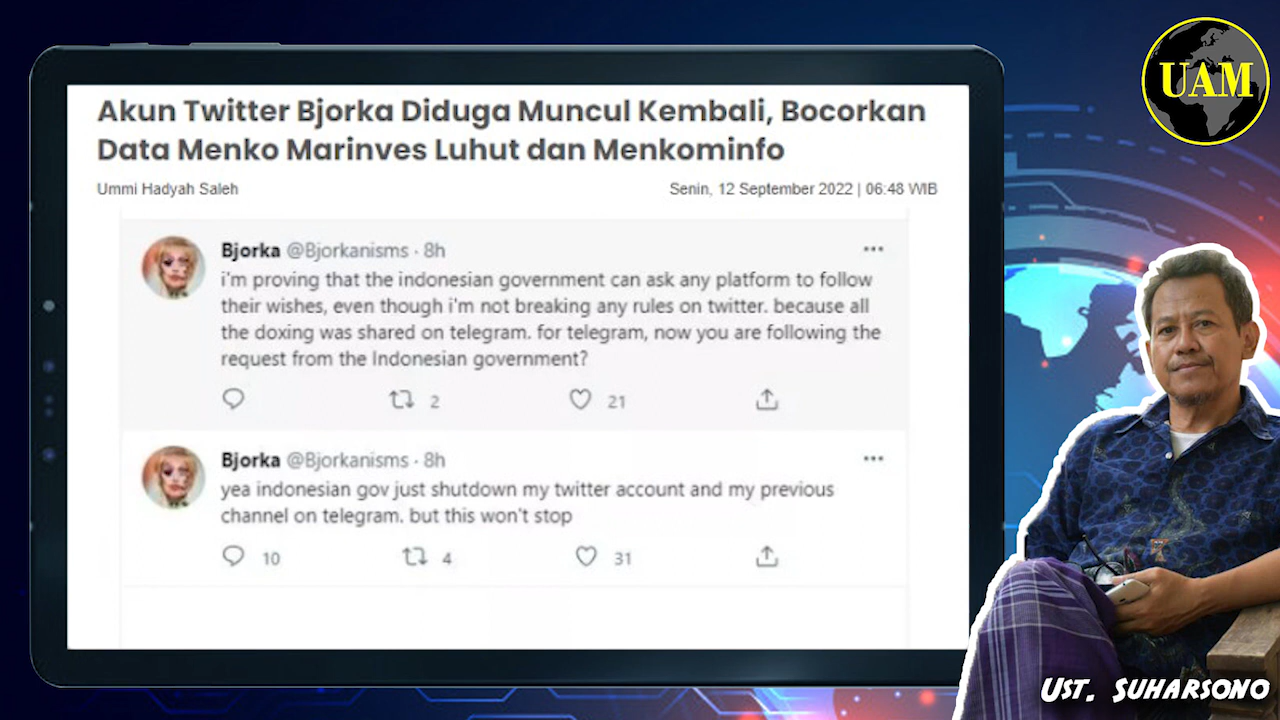 Akun Twitter Bjorka Diduga Muncul Kembali, Bocorkan
Data Menko Marinves Luhut dan Menkominfo
Ummi Hadyah Saleh
Senin, 12 September 2022 | 06:48 WIB
Bjorka @Bjorkanisms · 8h
i'm proving that the indonesian government can ask any platform to follow
their wishes, even though i'm not breaking any rules on twitter. because all
the doxing was shared on telegram. for telegram, now you are following the
request from the Indonesian government?
2
21
Bjorka @Bjorkanisms · 8h
yea indonesian gov just shutdown my twitter account and my previous
channel on telegram. but this won't stop
10
4
31
UAM
UST. SUHARSONO